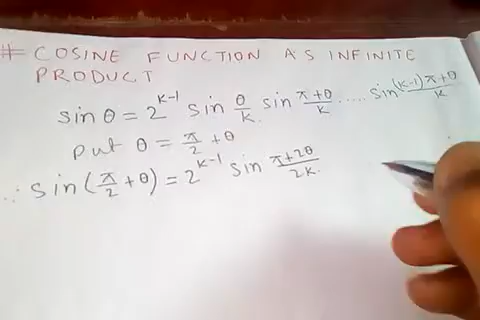 # COSINE FUNCTION AS INFINITE
PRODUCT
sin θ = 2^(K-1) sin θ/K sin (π+θ)/K ..... sin ((K-1)π+θ)/K
put θ = π/2 + θ
∴ sin(π/2 + θ) = 2^(K-1) sin (π+2θ)/2K